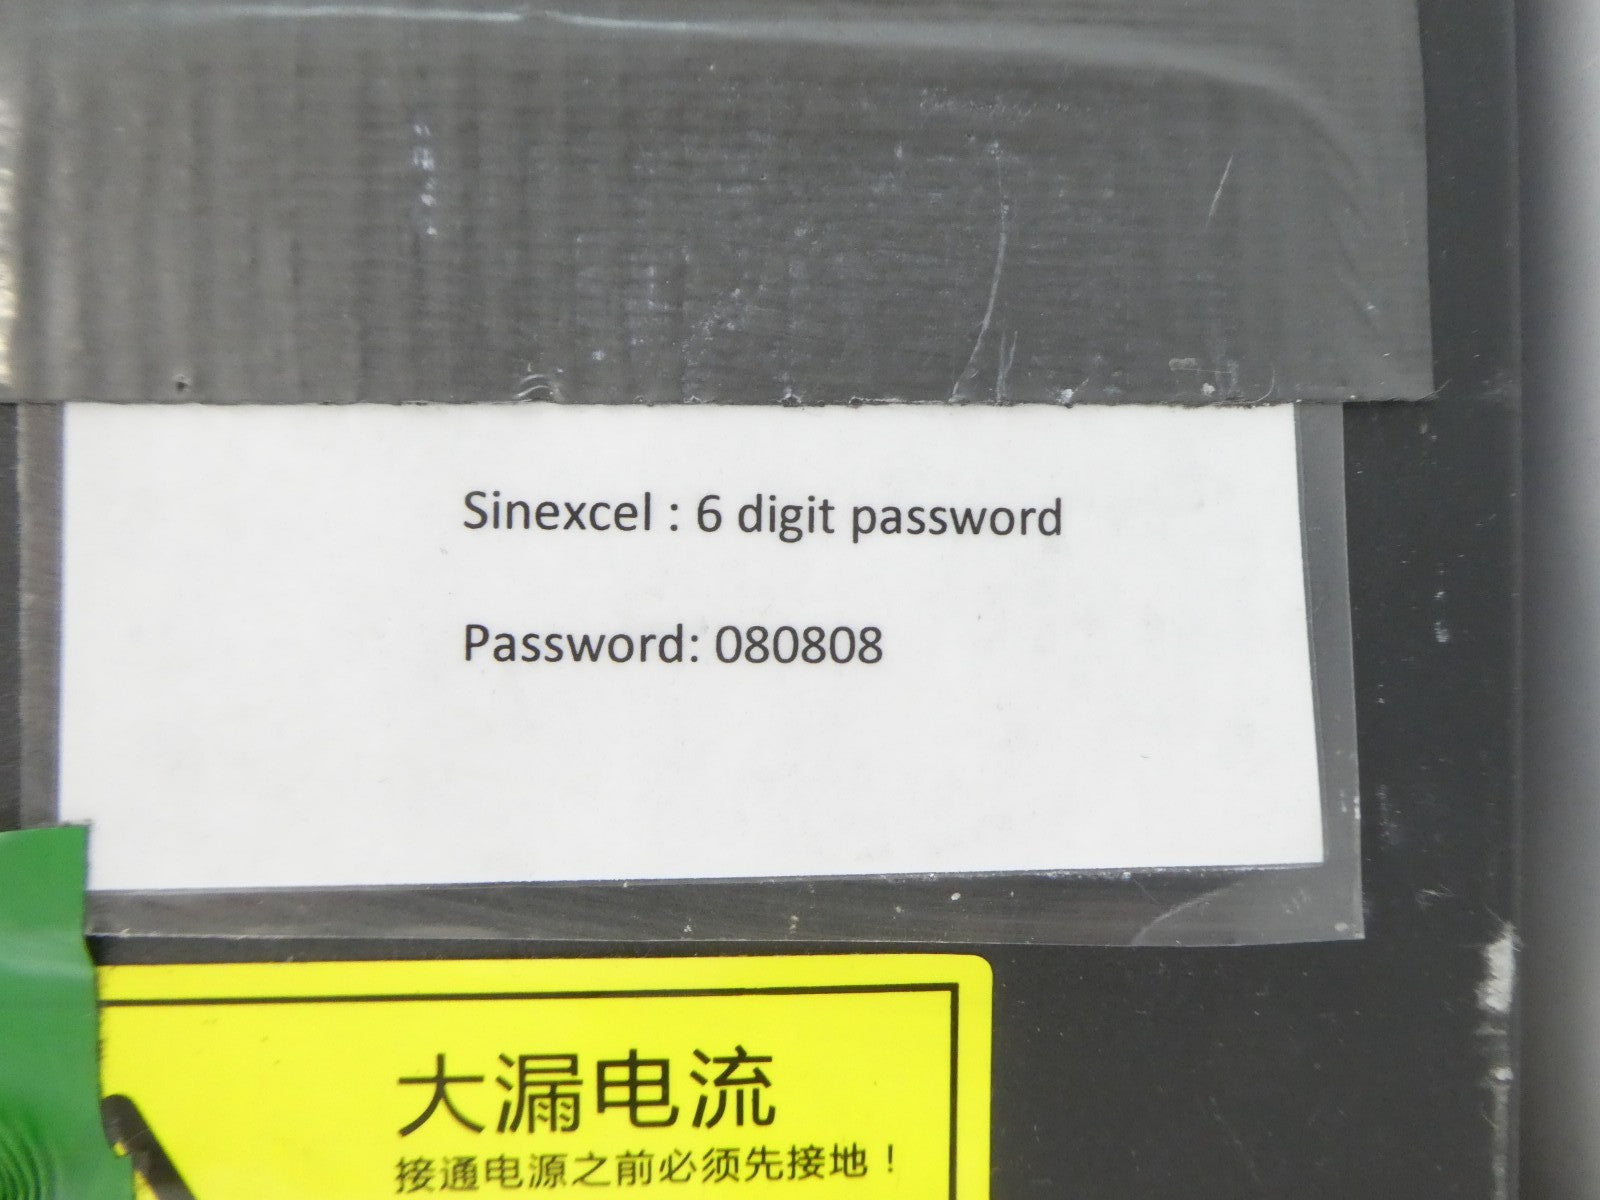 Sinexcel : 6 digit password
Password: 080808
大漏电流
接通电源之前必须先接地！